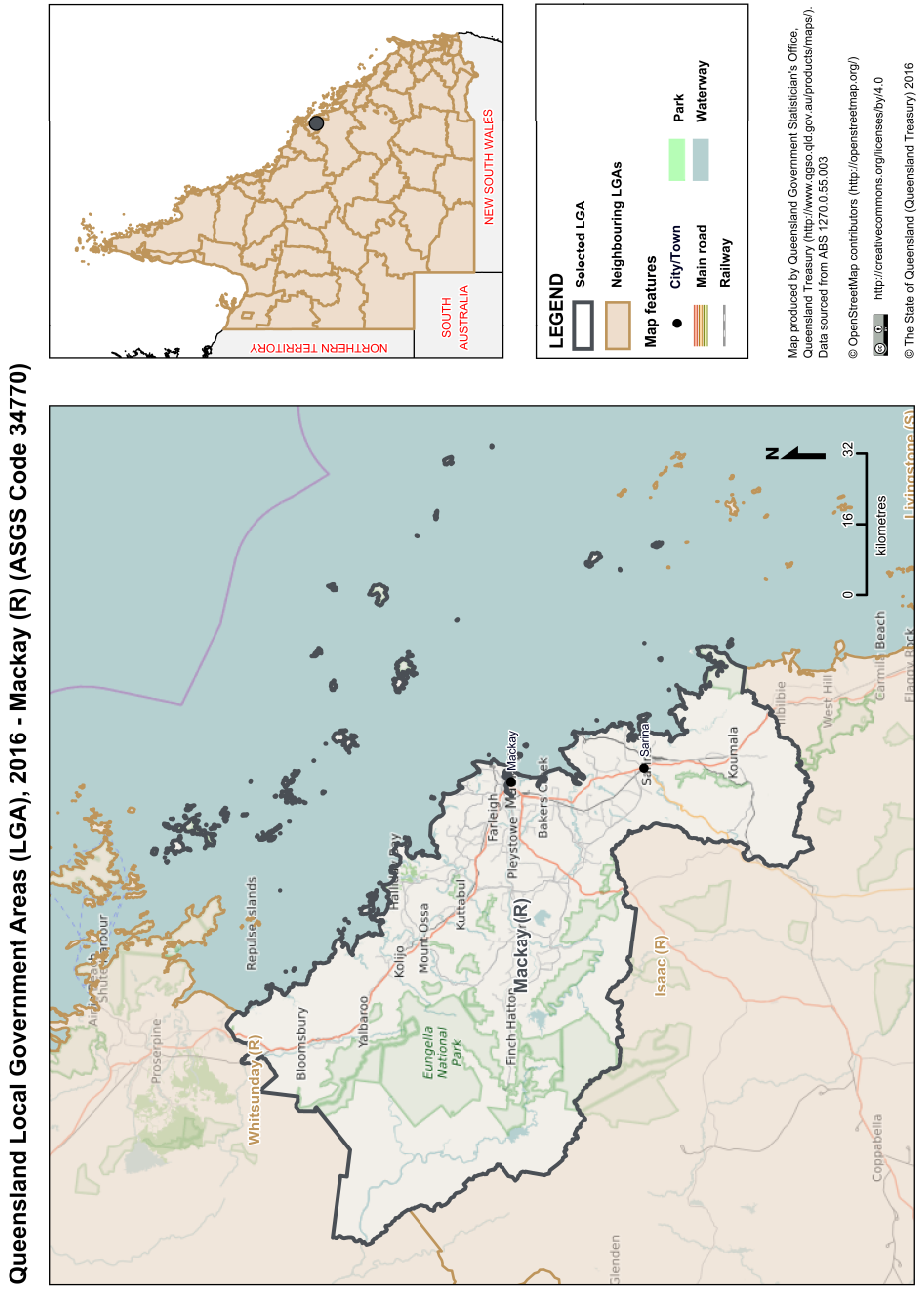 Queensland Local Government Areas (LGA), 2016 - Mackay (R) (ASGS Code 34770)
Proserpine
Whitsunday (R)
Repulse Islands
Bloomsbury
Yalbaroo
Kolijo
Mount Ossa
Kuttabul
Eungella
National
Park
Finch Hatton
Mackay (R)
Farleigh
Pleystowe
Mackay
Bakers Creek
Sarina
Koumala
Isaac (R)
West Hill
Carmila Beach
Coppabella
Glenden
Livingstone (S)
N
0
16
32
kilometres
NORTHERN TERRITORY
SOUTH
AUSTRALIA
NEW SOUTH WALES
LEGEND
Selected LGA
Neighbouring LGAs
Map features
City/Town
Park
Main road
Waterway
Railway
Map produced by Queensland Government Statistician's Office,
Queensland Treasury (http://www.qgso.qld.gov.au/products/maps/).
Data sourced from ABS 1270.0.55.003
© OpenStreetMap contributors (http://openstreetmap.org/)
http://creativecommons.org/licenses/by/4.0
© The State of Queensland (Queensland Treasury) 2016